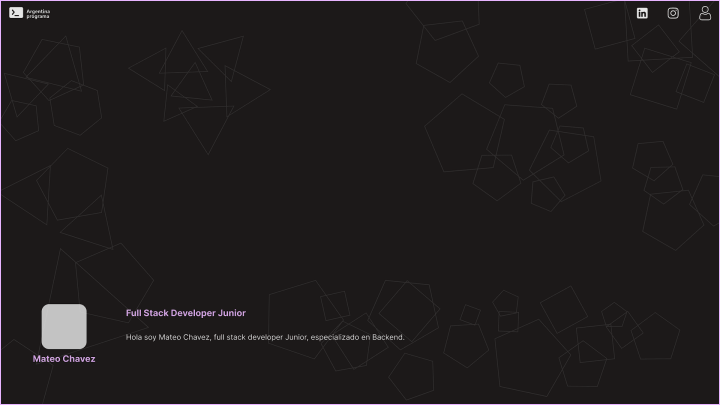 Argentina
programa
Full Stack Developer Junior
Hola soy Mateo Chavez, full stack developer Junior, especializado en Backend.
Mateo Chavez